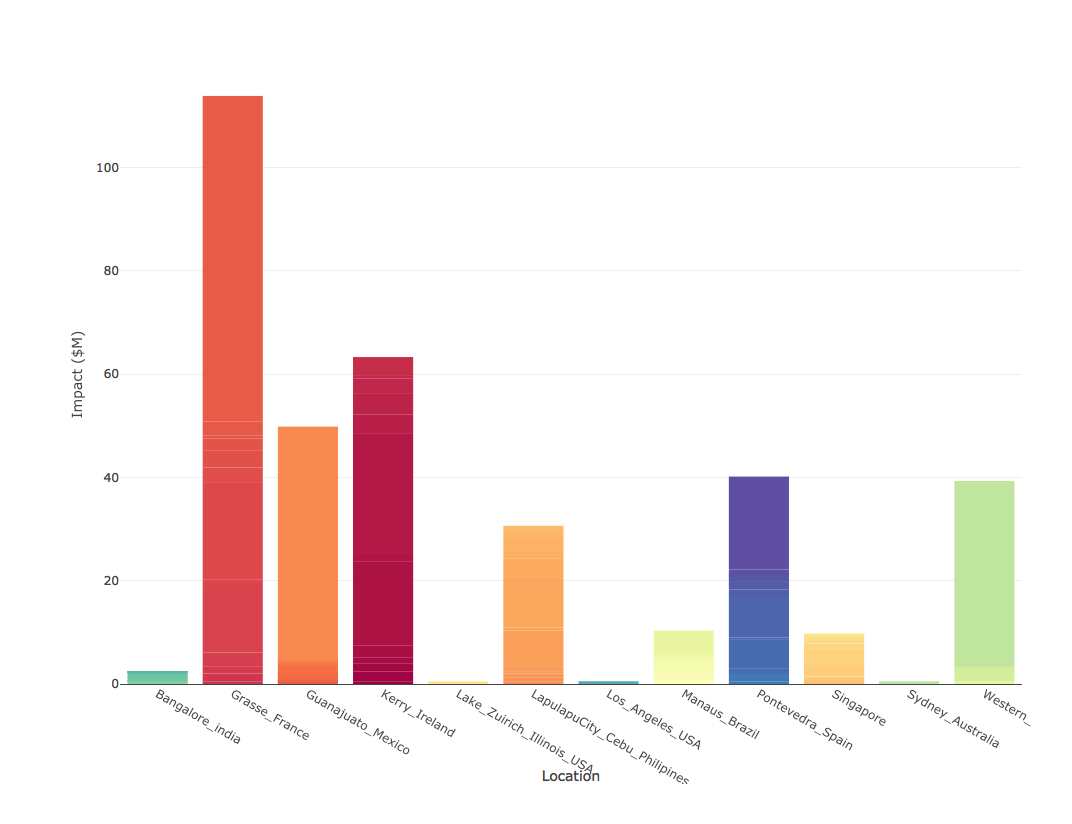 100
80
60
40
20
0
Impact ($M)
Bangalore_india
Grasse_France
Guanajuato_Mexico
Kerry_Ireland
Lake_Zuirich_Illinois_USA
LapulapuCity_Cebu_Philipines
Los_Angeles_USA
Manaus_Brazil
Pontevedra_Spain
Singapore
Sydney_Australia
Western_
Location